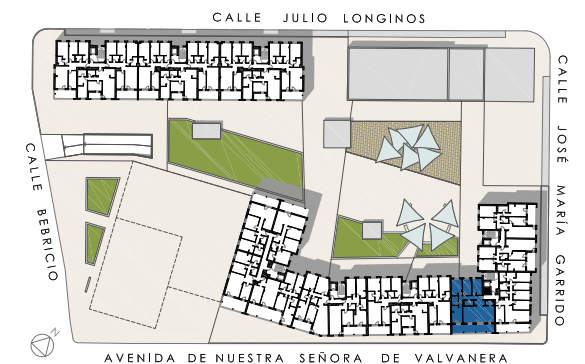 CALLE JULIO LONGINOS
CALLE JOSÉ MARÍA GARRIDO
CALLE BEBRICIO
N
AVENIDA DE NUESTRA SEÑORA DE VALVANERA